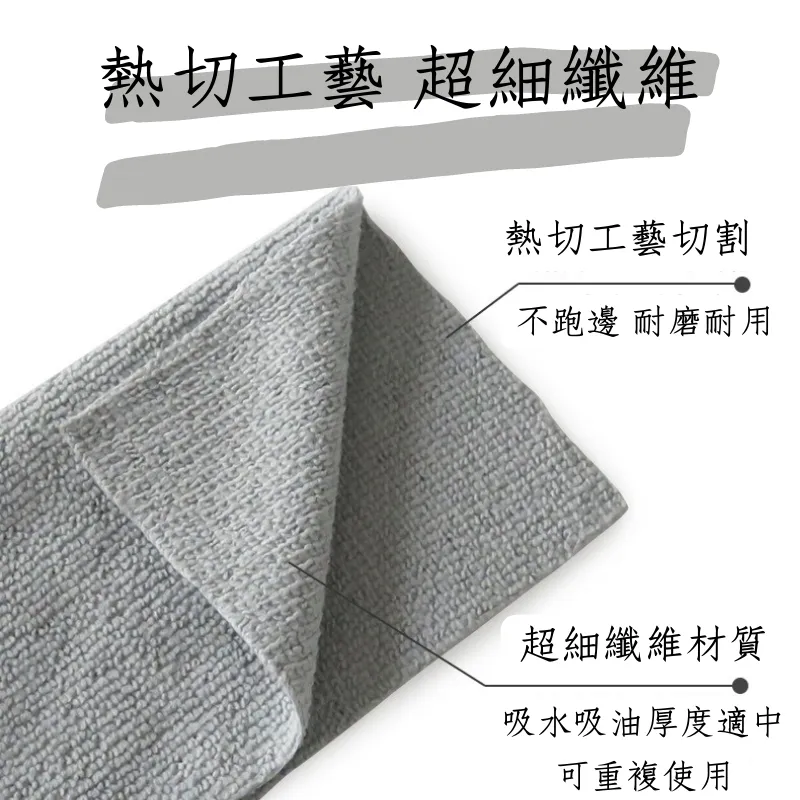 熱切工藝 超細纖維
熱切工藝切割
不跑邊 耐磨耐用
超細纖維材質
吸水吸油厚度適中
可重複使用